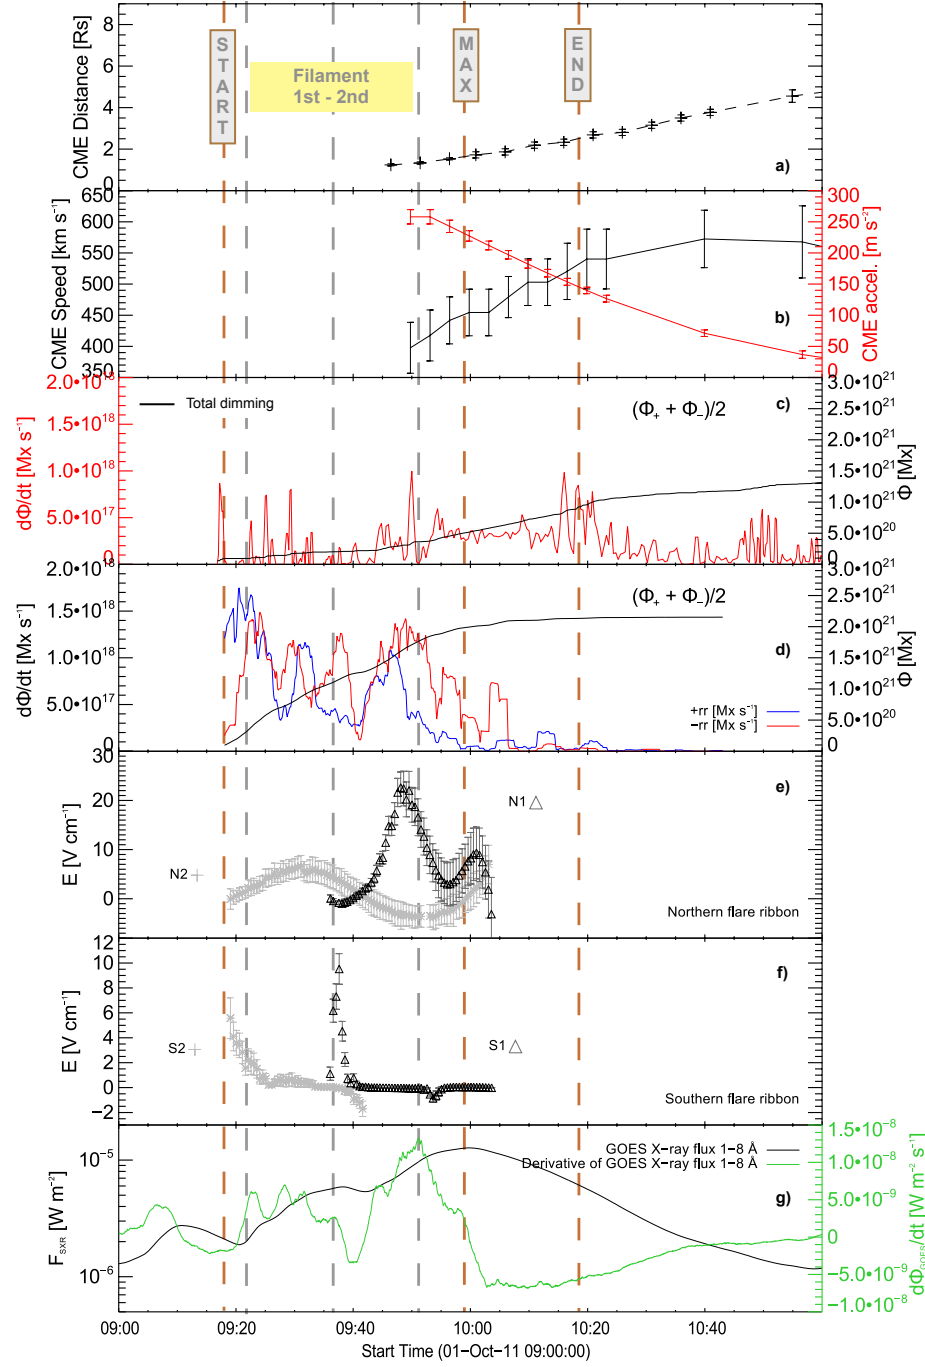 CME Distance [Rs]
8
6
4
2
0
START
Filament
1st - 2nd
MAX
END
a)
CME Speed [km s⁻¹]
650
600
550
500
450
400
350
b)
300
250
200
150
100
50
0
CME accel. [m s⁻²]
dΦ/dt [Mx s⁻¹]
2.0•10¹⁸
1.5•10¹⁸
1.0•10¹⁸
5.0•10¹⁷
0
Total dimming
(Φ₊ + Φ₋)/2
c)
3.0•10²¹
2.5•10²¹
2.0•10²¹
1.5•10²¹
1.0•10²¹
5.0•10²⁰
0
Φ [Mx]
dΦ/dt [Mx s⁻¹]
2.0•10¹⁸
1.5•10¹⁸
1.0•10¹⁸
5.0•10¹⁷
0
(Φ₊ + Φ₋)/2
d)
+rr [Mx s⁻¹]
−rr [Mx s⁻¹]
3.0•10²¹
2.5•10²¹
2.0•10²¹
1.5•10²¹
1.0•10²¹
5.0•10²⁰
0
Φ [Mx]
E [V cm⁻¹]
30
20
10
0
N2
N1
e)
Northern flare ribbon
E [V cm⁻¹]
12
10
8
6
4
2
0
−2
S2
S1
f)
Southern flare ribbon
F_SXR [W m⁻²]
10⁻⁵
10⁻⁶
GOES X−ray flux 1−8 Å
Derivative of GOES X−ray flux 1−8 Å
g)
1.5•10⁻⁸
1.0•10⁻⁸
5.0•10⁻⁹
0
−5.0•10⁻⁹
−1.0•10⁻⁸
dΦ_GOES/dt [W m⁻² s⁻¹]
09:00 09:20 09:40 10:00 10:20 10:40
Start Time (01-Oct-11 09:00:00)